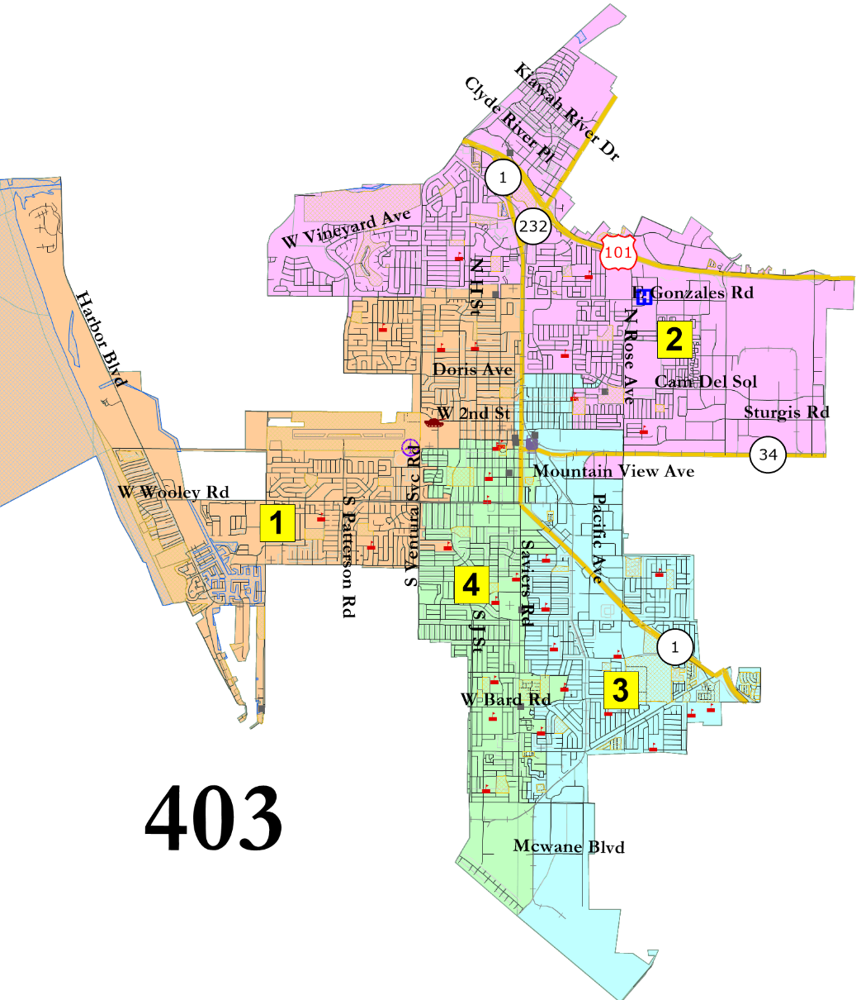 Kiawah River Dr
Clyde River Pl
1
232
W Vineyard Ave
101
N H St
E Gonzales Rd
Harbor Blvd
N Rose Ave
2
Doris Ave
Cam Del Sol
W 2nd St
Sturgis Rd
34
Mountain View Ave
W Wooley Rd
S Ventura Svc Rd
1
S Patterson Rd
Pacific Ave
Saviers Rd
4
S J St
1
3
W Bard Rd
403
Mcwane Blvd
H